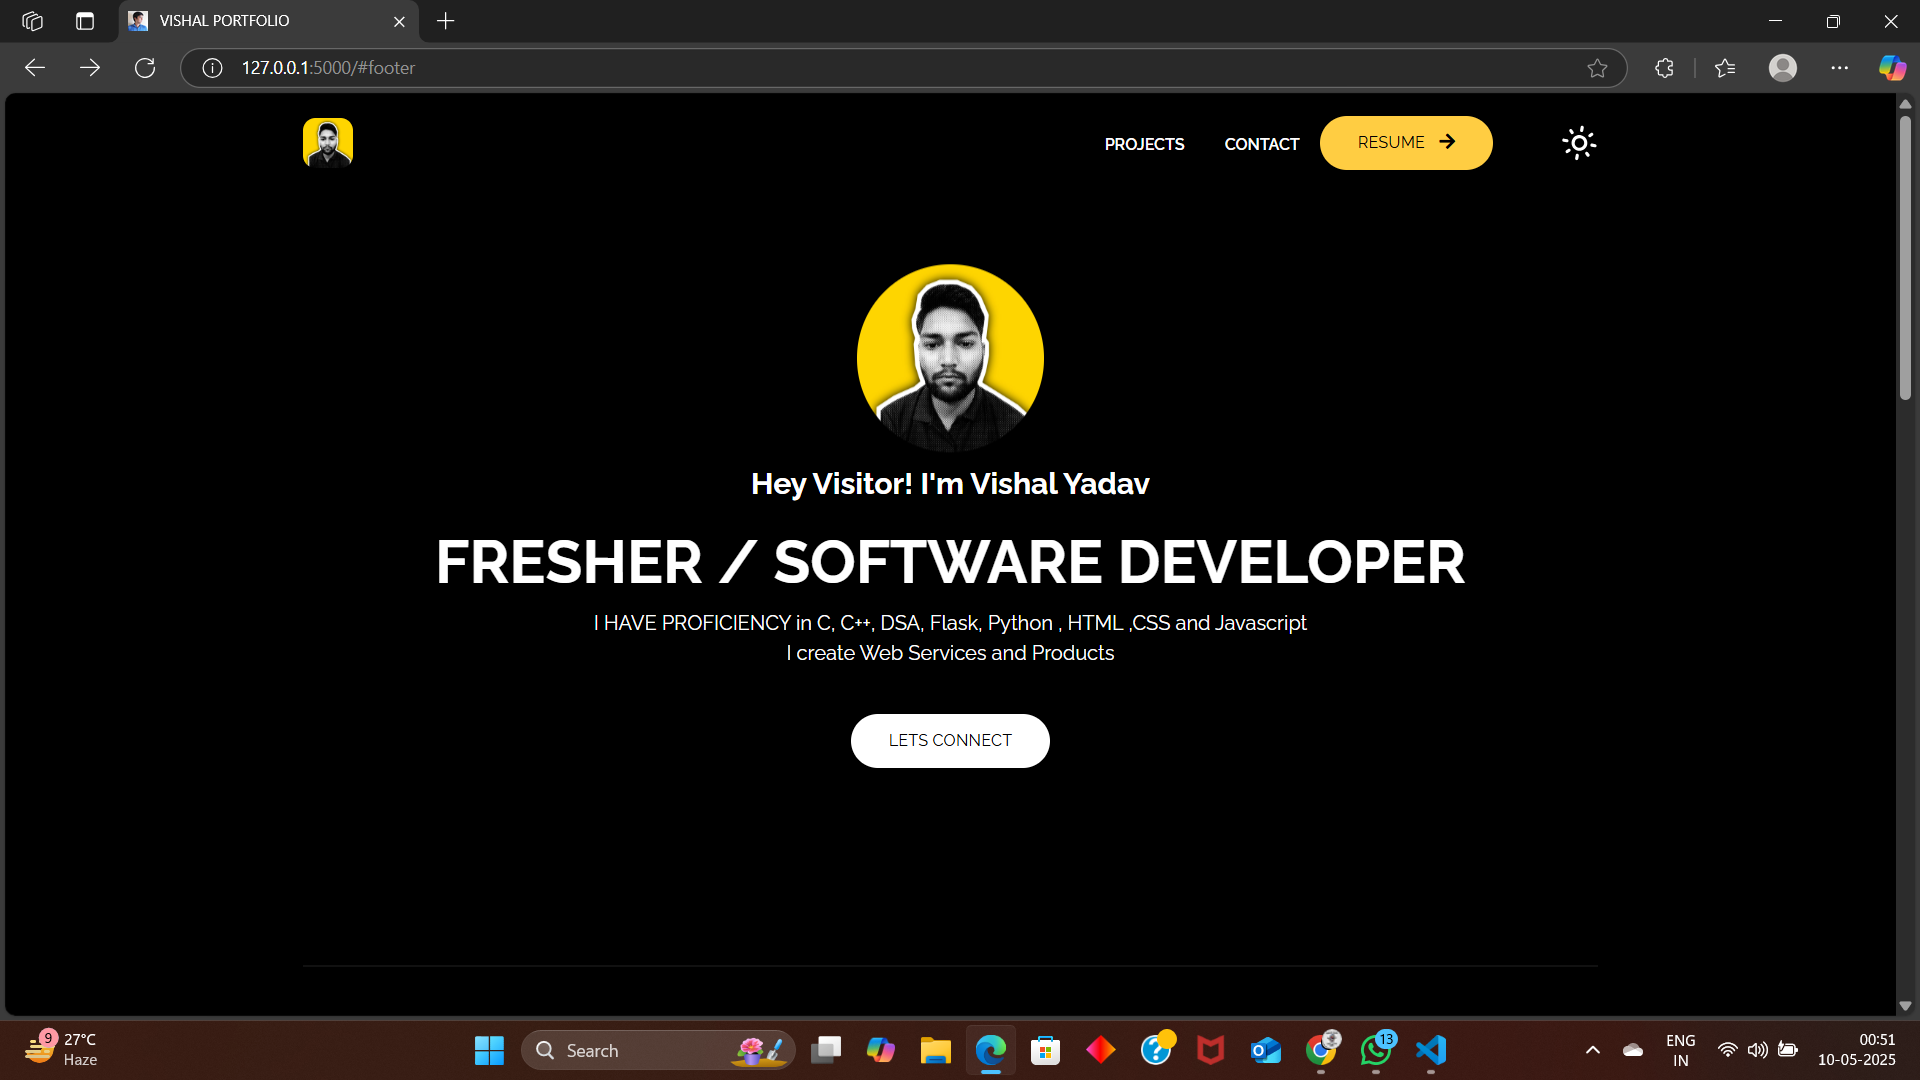 VISHAL PORTFOLIO
127.0.0.1:5000/#footer
PROJECTS
CONTACT
RESUME
Hey Visitor! I'm Vishal Yadav
FRESHER / SOFTWARE DEVELOPER
I HAVE PROFICIENCY in C, C++, DSA, Flask, Python , HTML ,CSS and Javascript
I create Web Services and Products
LETS CONNECT
9
27°C
Haze
Search
13
ENG
IN
00:51
10-05-2025